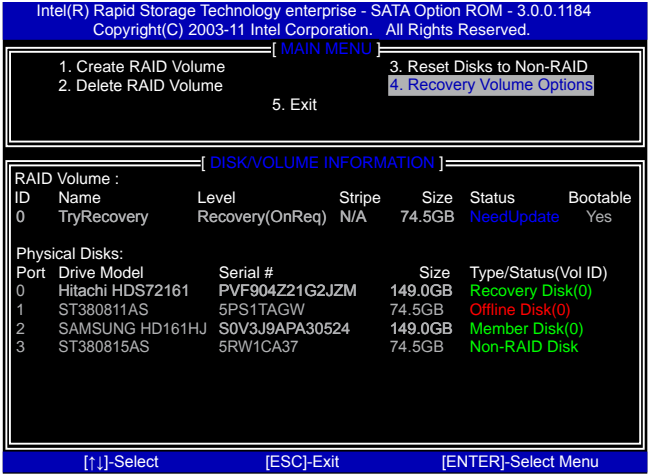 Intel(R) Rapid Storage Technology enterprise - SATA Option ROM - 3.0.0.1184
Copyright(C) 2003-11 Intel Corporation. All Rights Reserved.
[ MAIN MENU ]
1. Create RAID Volume 3. Reset Disks to Non-RAID
2. Delete RAID Volume 4. Recovery Volume Options
5. Exit
[ DISK/VOLUME INFORMATION ]
RAID Volume :
ID Name Level Stripe Size Status Bootable
0 TryRecovery Recovery(OnReq) N/A 74.5GB NeedUpdate Yes
Physical Disks:
Port Drive Model Serial # Size Type/Status(Vol ID)
0 Hitachi HDS72161 PVF904Z21G2JZM 149.0GB Recovery Disk(0)
1 ST380811AS 5PS1TAGW 74.5GB Offline Disk(0)
2 SAMSUNG HD161HJ S0V3J9APA30524 149.0GB Member Disk(0)
3 ST380815AS 5RW1CA37 74.5GB Non-RAID Disk
[↑↓]-Select [ESC]-Exit [ENTER]-Select Menu